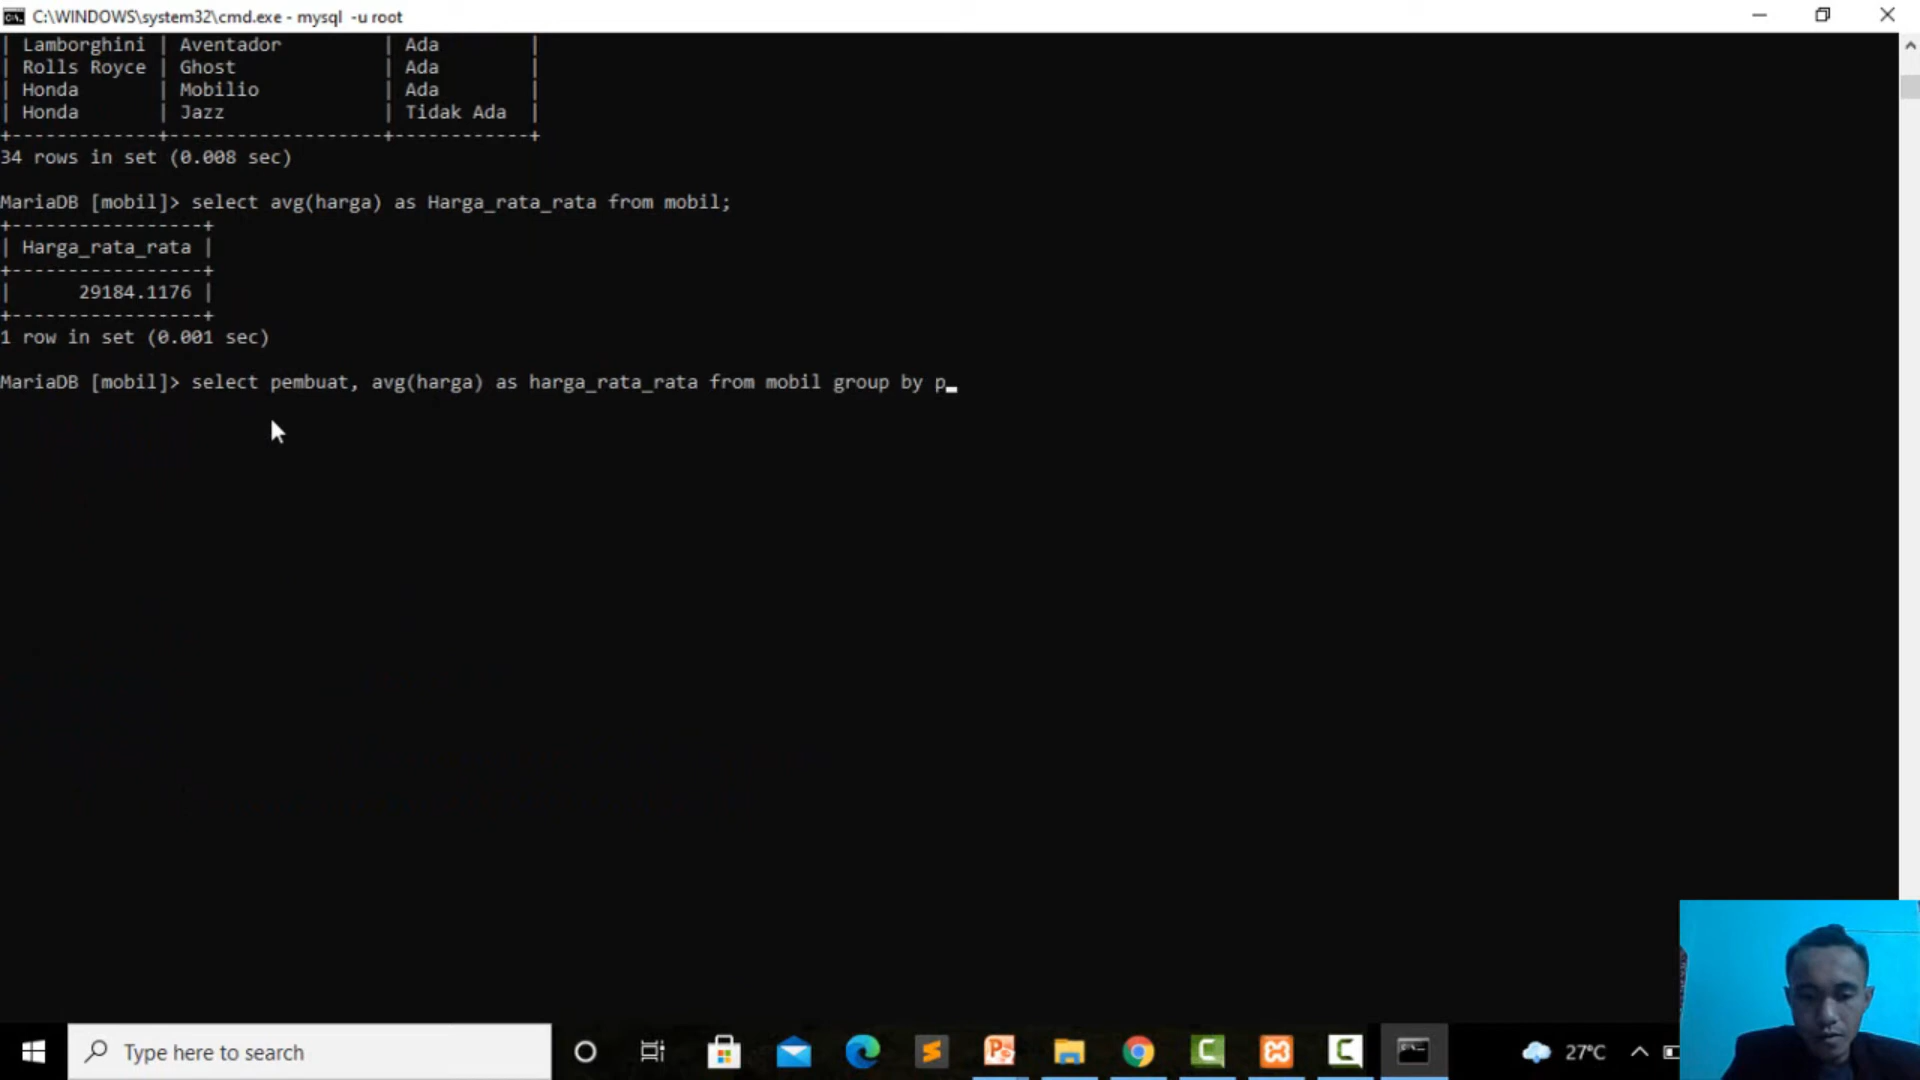 C:\WINDOWS\system32\cmd.exe - mysql -u root
| Lamborghini | Aventador | Ada |
| Rolls Royce | Ghost | Ada |
| Honda | Mobilio | Ada |
| Honda | Jazz | Tidak Ada |
+-------------+-------------------+------------+
34 rows in set (0.008 sec)
MariaDB [mobil]> select avg(harga) as Harga_rata_rata from mobil;
+-----------------+
| Harga_rata_rata |
+-----------------+
| 29184.1176 |
+-----------------+
1 row in set (0.001 sec)
MariaDB [mobil]> select pembuat, avg(harga) as harga_rata_rata from mobil group by p_
Type here to search
27°C